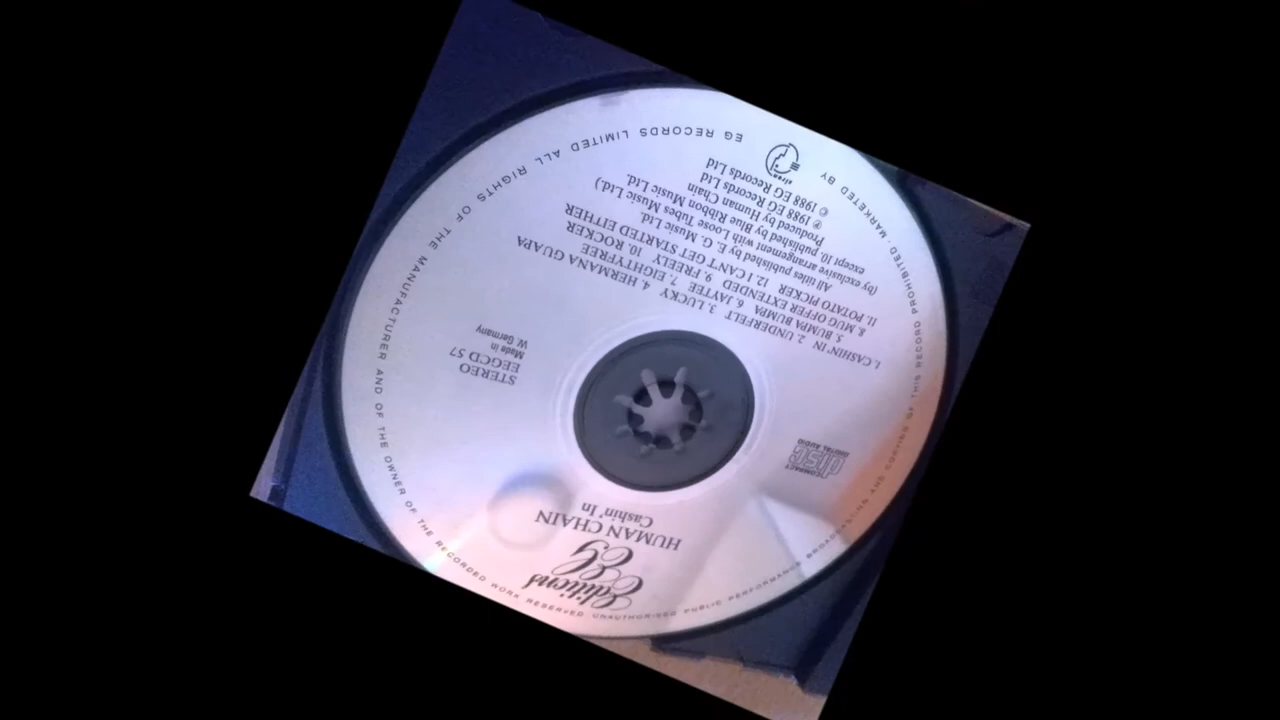 Editions
EG
HUMAN CHAIN
Cashin' In
COMPACT
disc
DIGITAL AUDIO
STEREO
EEGCD 57
Made in
W. Germany
1. CASHIN' IN 2. UNDERFELT 3. LUCKY 4. HERMANA GUAPA
5. BUMPA BUMPA 6. JAYTEE 7. EIGHTYFREE
8. MUG OFFER EXTENDED 9. FREELY 10. ROCKER
11. POTATO PICKER 12. I CAN'T GET STARTED EITHER
All titles published by E. G. Music Ltd.
(by exclusive arrangement with Loose Tubes Music Ltd.)
except 10. published by Blue Ribbon Music Ltd.
Produced by Human Chain
℗ 1988 EG Records Ltd
© 1988 EG Records Ltd
siren
MARKETED BY EG RECORDS LIMITED ALL RIGHTS OF THE MANUFACTURER AND OF THE OWNER OF THE RECORDED WORK RESERVED UNAUTHORISED PUBLIC PERFORMANCE BROADCASTING AND COPYING OF THIS RECORD PROHIBITED ·